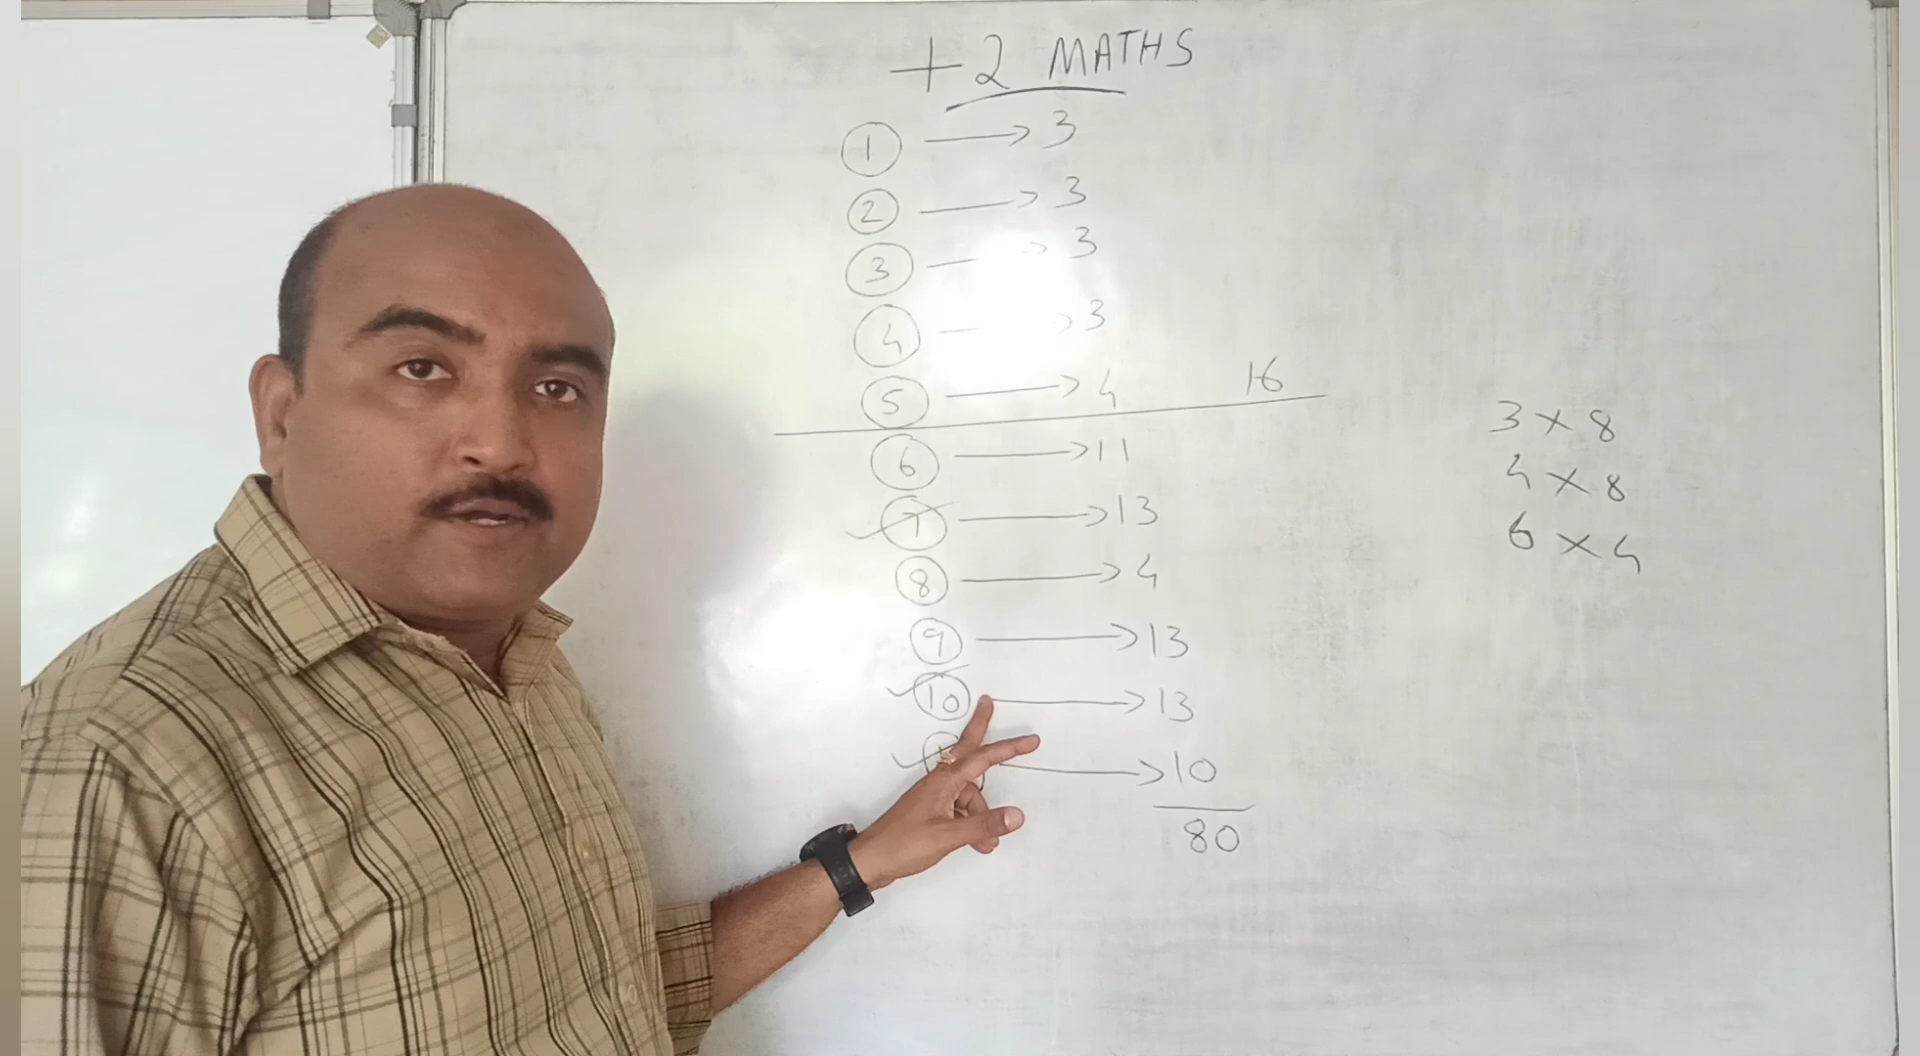 +2 MATHS
① → 3
② → 3
③ → 3
④ → 3
⑤ → 4
16
⑥ → 11
⑦ → 13
⑧ → 4
⑨ → 13
⑩ → 13
→ 10
80
3 × 8
4 × 8
6 × 4